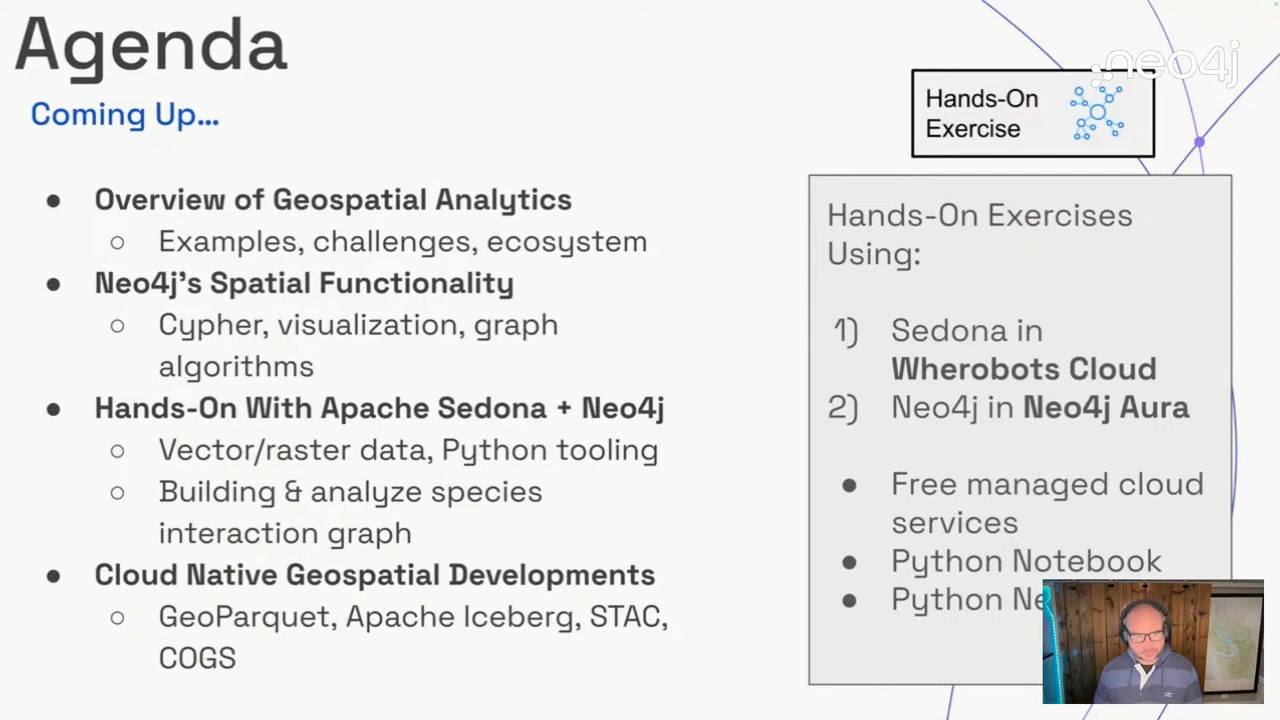 Agenda
Coming Up...
neo4j
Hands-On
Exercise
• Overview of Geospatial Analytics
○ Examples, challenges, ecosystem
• Neo4j's Spatial Functionality
○ Cypher, visualization, graph
algorithms
• Hands-On With Apache Sedona + Neo4j
○ Vector/raster data, Python tooling
○ Building & analyze species
interaction graph
• Cloud Native Geospatial Developments
○ GeoParquet, Apache Iceberg, STAC,
COGS
Hands-On Exercises
Using:
1) Sedona in
Wherobots Cloud
2) Neo4j in Neo4j Aura
• Free managed cloud
services
• Python Notebook
• Python